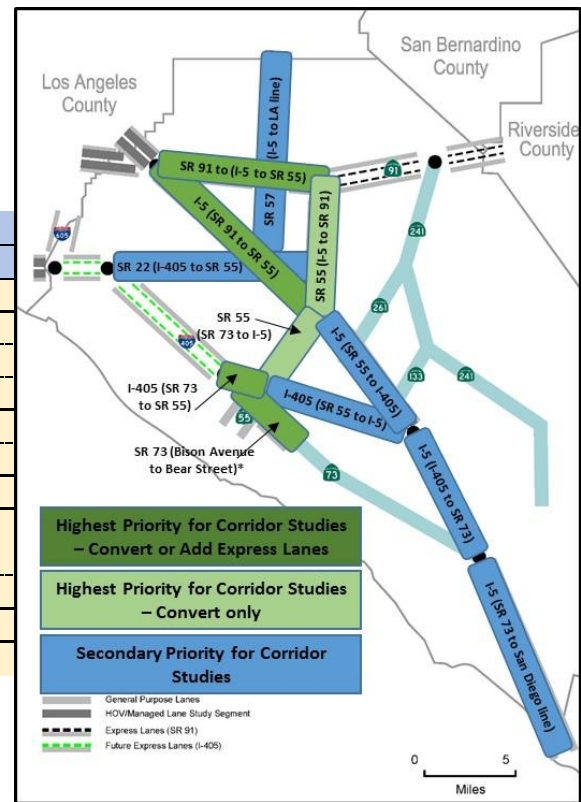 Los Angeles
County
San Bernardino
County
Riverside
County
SR 57 (I-5 to LA line)
SR 91 to (I-5 to SR 55)
91
241
I-5 (SR 91 to SR 55)
SR 55 (I-5 to SR 91)
605
SR 22 (I-405 to SR 55)
261
SR 55
(SR 73 to I-5)
405
I-5 (SR 55 to I-405)
133
241
I-405 (SR 73
to SR 55)
I-405 (SR 55 to I-5)
55
SR 73 (Bison Avenue
to Bear Street)*
73
I-5 (I-405 to SR 73)
I-5 (SR 73 to San Diego line)
Highest Priority for Corridor Studies
– Convert or Add Express Lanes
Highest Priority for Corridor Studies
– Convert only
Secondary Priority for Corridor
Studies
General Purpose Lanes
HOV/Managed Lane Study Segment
Express Lanes (SR 91)
Future Express Lanes (I-405)
0 5
Miles